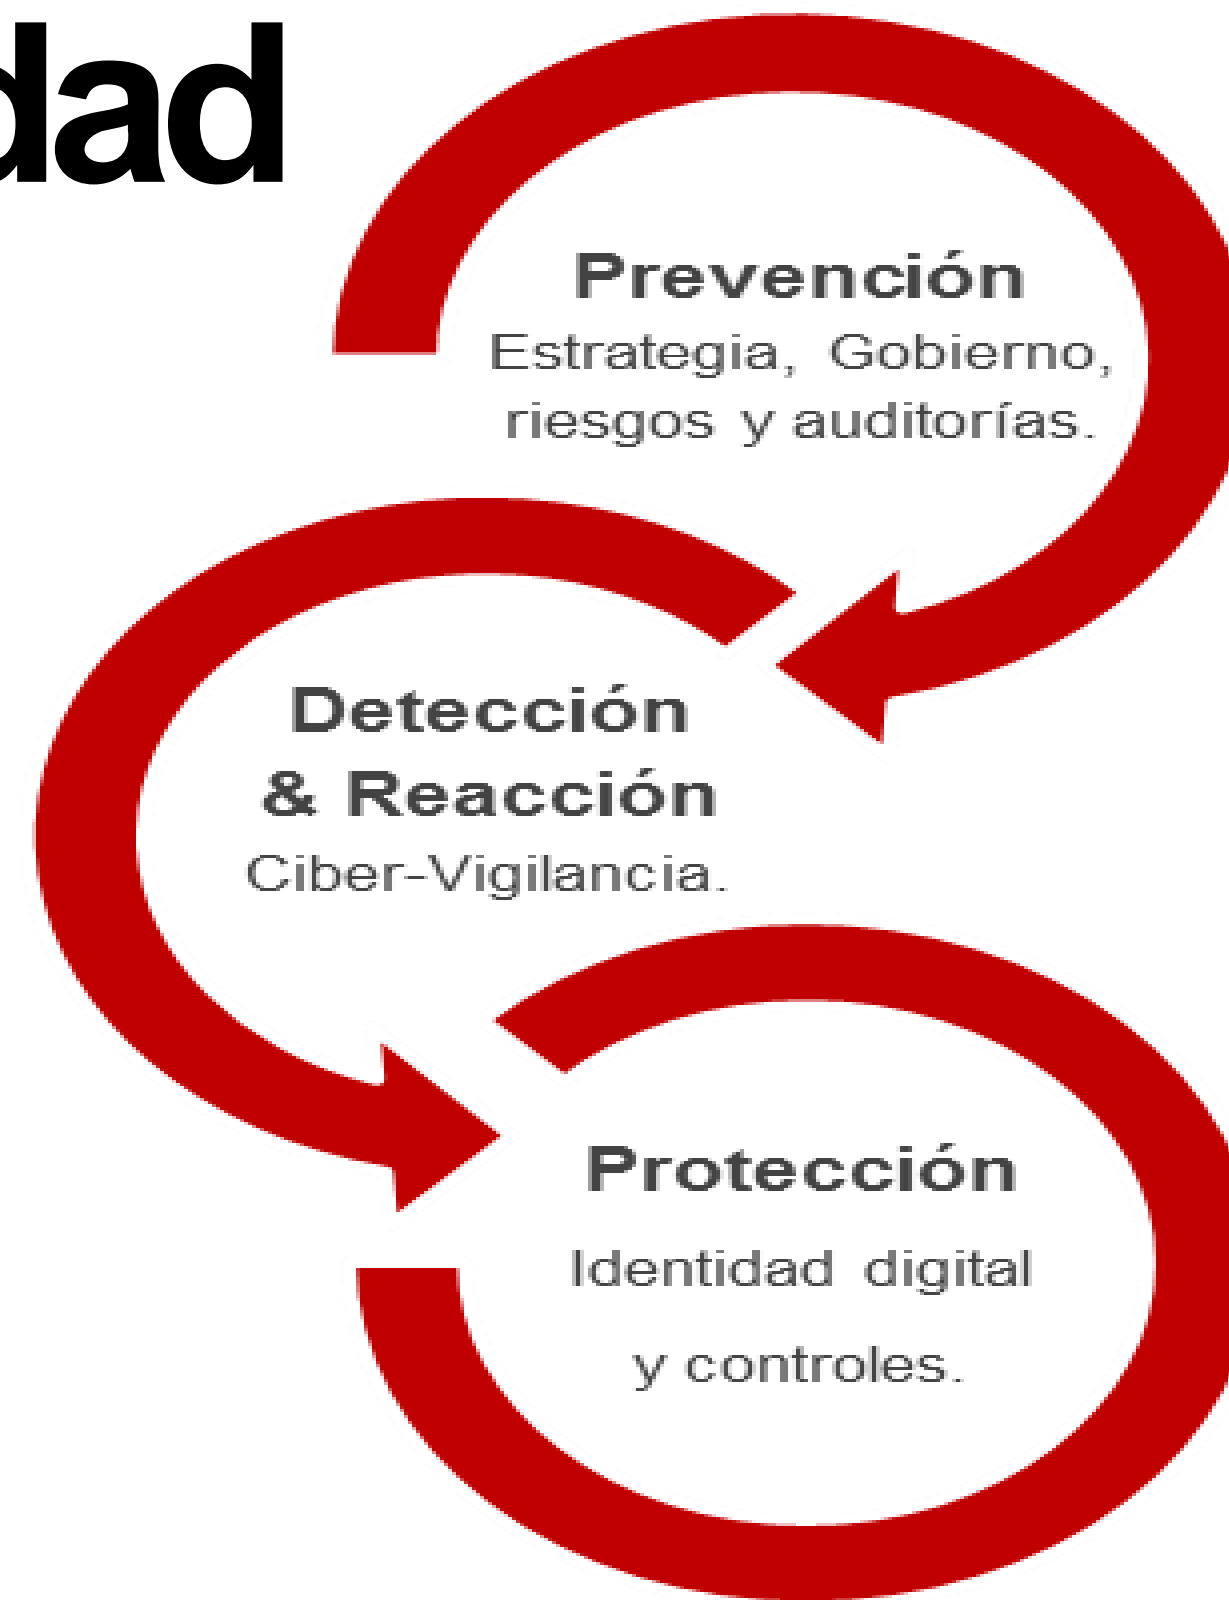 dad
Prevención
Estrategia, Gobierno,
riesgos y auditorías.
Detección
& Reacción
Ciber-Vigilancia.
Protección
Identidad digital
y controles.